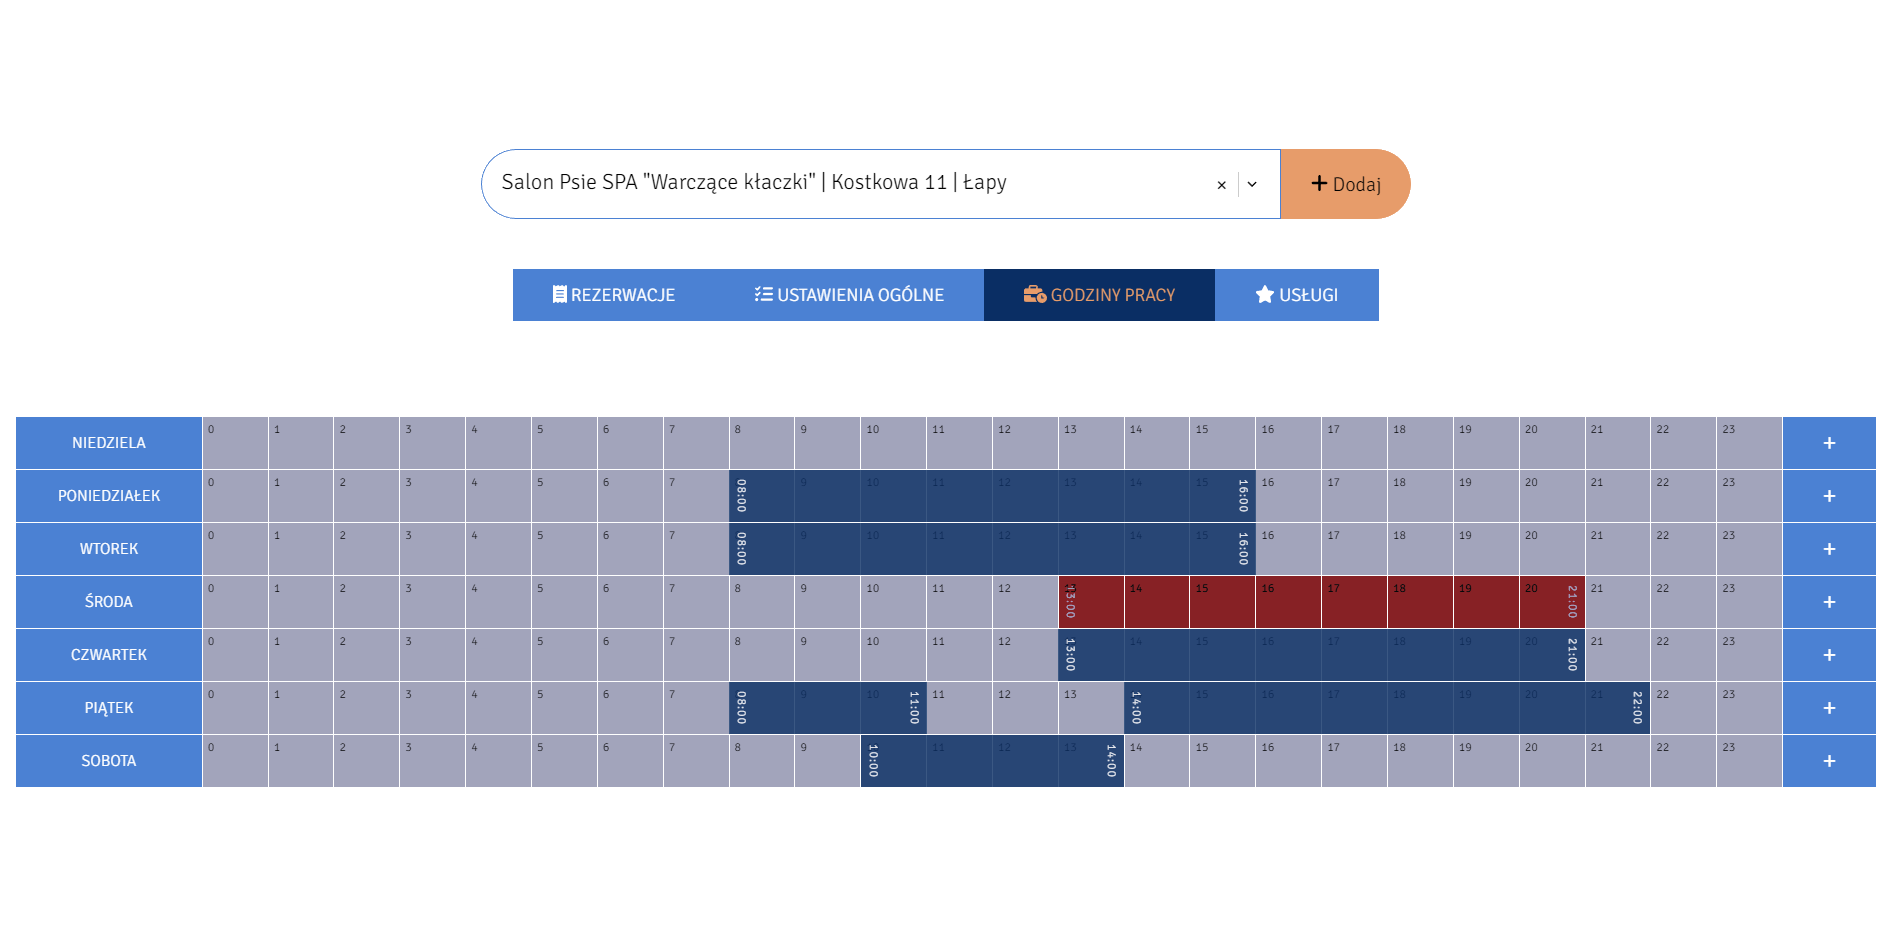 Salon Psie SPA "Warczące kłaczki" | Kostkowa 11 | Łapy
Dodaj
REZERWACJE USTAWIENIA OGÓLNE GODZINY PRACY USŁUGI
NIEDZIELA 0 1 2 3 4 5 6 7 8 9 10 11 12 13 14 15 16 17 18 19 20 21 22 23 +
PONIEDZIAŁEK 0 1 2 3 4 5 6 7 08:00 9 10 11 12 13 14 15 16:00 16 17 18 19 20 21 22 23 +
WTOREK 0 1 2 3 4 5 6 7 08:00 9 10 11 12 13 14 15 16:00 16 17 18 19 20 21 22 23 +
ŚRODA 0 1 2 3 4 5 6 7 8 9 10 11 12 13:00 14 15 16 17 18 19 20 21:00 21 22 23 +
CZWARTEK 0 1 2 3 4 5 6 7 8 9 10 11 12 13:00 14 15 16 17 18 19 20 21:00 21 22 23 +
PIĄTEK 0 1 2 3 4 5 6 7 08:00 9 10 11:00 11 12 13 14:00 15 16 17 18 19 20 21 22:00 22 23 +
SOBOTA 0 1 2 3 4 5 6 7 8 9 10:00 11 12 13 14:00 14 15 16 17 18 19 20 21 22 23 +